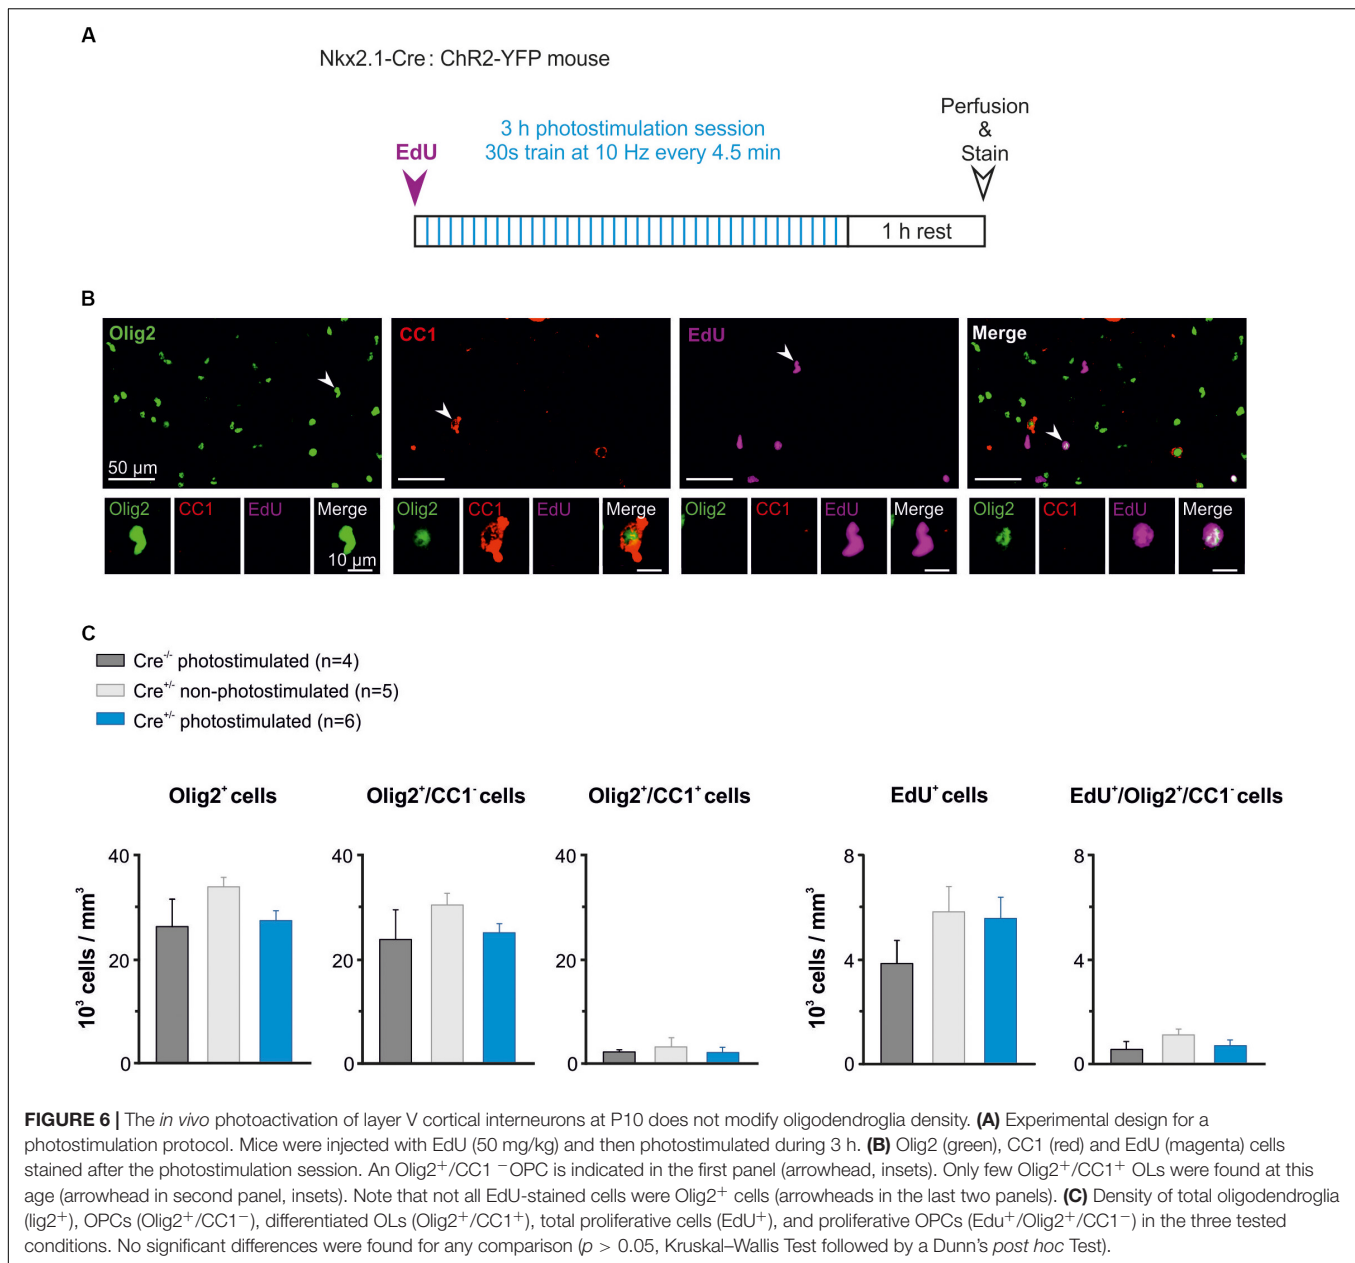 A
Nkx2.1-Cre: ChR2-YFP mouse
Perfusion
&
Stain
3 h photostimulation session
30s train at 10 Hz every 4.5 min
EdU
1 h rest
B
Olig2 CC1 EdU Merge
50 µm
Olig2 CC1 EdU Merge Olig2 CC1 EdU Merge Olig2 CC1 EdU Merge Olig2 CC1 EdU Merge
10 µm
C
Cre-/- photostimulated (n=4)
Cre+/- non-photostimulated (n=5)
Cre+/- photostimulated (n=6)
Olig2+ cells
Olig2+/CC1- cells
Olig2+/CC1+ cells
EdU+ cells
EdU+/Olig2+/CC1- cells
10³ cells / mm³
40
20
0
40
20
0
40
20
0
10³ cells / mm³
8
4
0
8
4
0
FIGURE 6 | The in vivo photoactivation of layer V cortical interneurons at P10 does not modify oligodendroglia density. (A) Experimental design for a
photostimulation protocol. Mice were injected with EdU (50 mg/kg) and then photostimulated during 3 h. (B) Olig2 (green), CC1 (red) and EdU (magenta) cells
stained after the photostimulation session. An Olig2+/CC1 −OPC is indicated in the first panel (arrowhead, insets). Only few Olig2+/CC1+ OLs were found at this
age (arrowhead in second panel, insets). Note that not all EdU-stained cells were Olig2+ cells (arrowheads in the last two panels). (C) Density of total oligodendroglia
(lig2+), OPCs (Olig2+/CC1−), differentiated OLs (Olig2+/CC1+), total proliferative cells (EdU+), and proliferative OPCs (Edu+/Olig2+/CC1−) in the three tested
conditions. No significant differences were found for any comparison (p > 0.05, Kruskal–Wallis Test followed by a Dunn's post hoc Test).